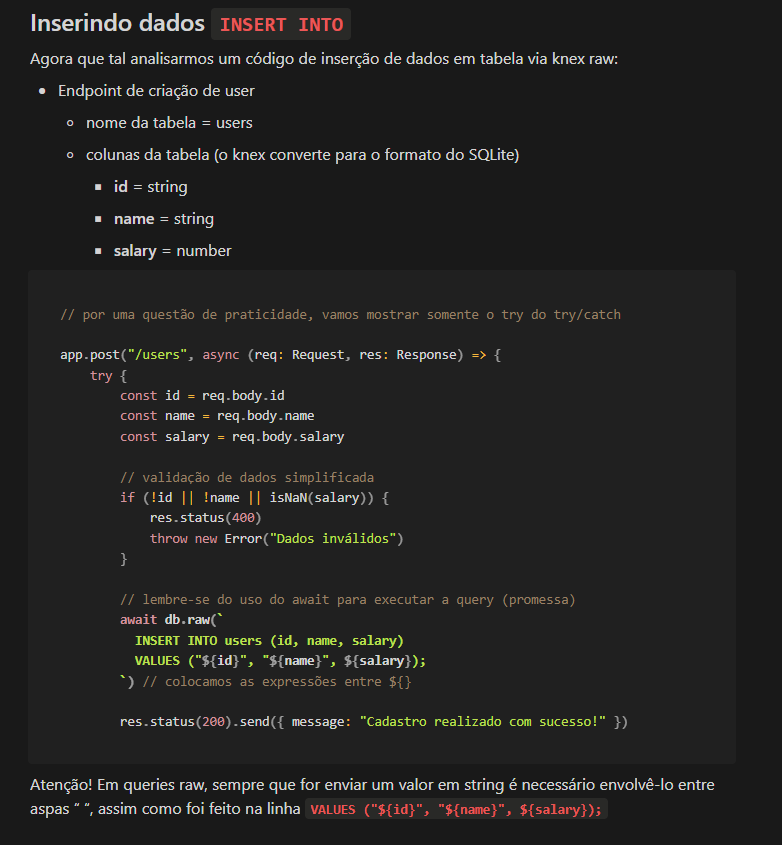 Inserindo dados INSERT INTO
Agora que tal analisarmos um código de inserção de dados em tabela via knex raw:
• Endpoint de criação de user
◦ nome da tabela = users
◦ colunas da tabela (o knex converte para o formato do SQLite)
▪ id = string
▪ name = string
▪ salary = number
// por uma questão de praticidade, vamos mostrar somente o try do try/catch
app.post("/users", async (req: Request, res: Response) => {
    try {
        const id = req.body.id
        const name = req.body.name
        const salary = req.body.salary
        // validação de dados simplificada
        if (!id || !name || isNaN(salary)) {
            res.status(400)
            throw new Error("Dados inválidos")
        }
        // lembre-se do uso do await para executar a query (promessa)
        await db.raw(`
          INSERT INTO users (id, name, salary)
          VALUES ("${id}", "${name}", ${salary});
        `) // colocamos as expressões entre ${}
        res.status(200).send({ message: "Cadastro realizado com sucesso!" })
Atenção! Em queries raw, sempre que for enviar um valor em string é necessário envolvê-lo entre
aspas “ “, assim como foi feito na linha VALUES ("${id}", "${name}", ${salary});